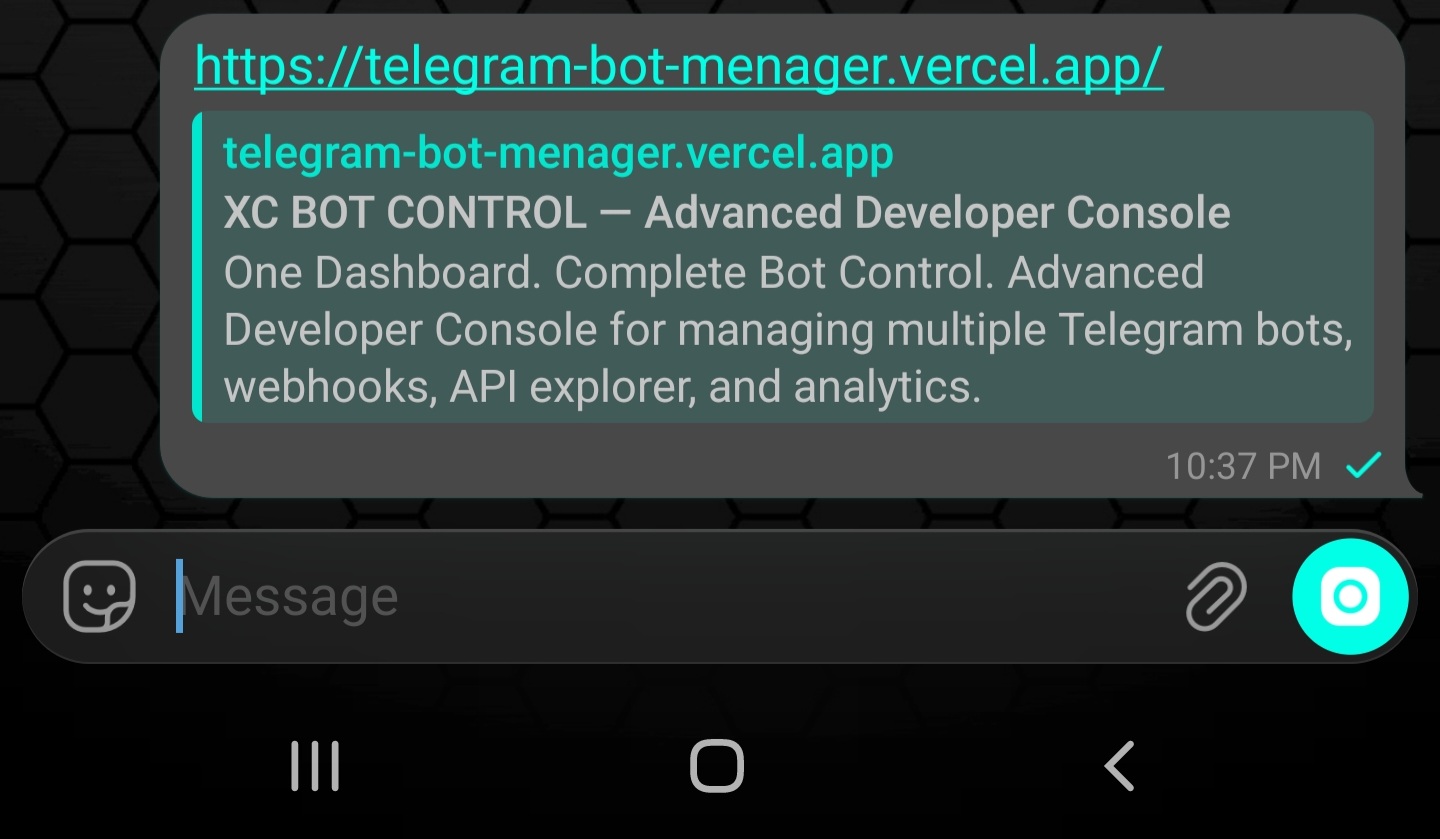 https://telegram-bot-menager.vercel.app/
telegram-bot-menager.vercel.app
XC BOT CONTROL — Advanced Developer Console
One Dashboard. Complete Bot Control. Advanced
Developer Console for managing multiple Telegram bots,
webhooks, API explorer, and analytics.
10:37 PM
Message